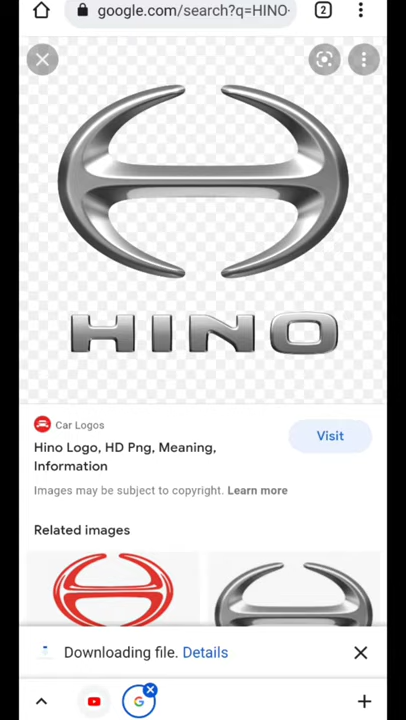 google.com/search?q=HINO-
2
HINO
Car Logos
Hino Logo, HD Png, Meaning,
Information
Visit
Images may be subject to copyright. Learn more
Related images
Downloading file. Details
G